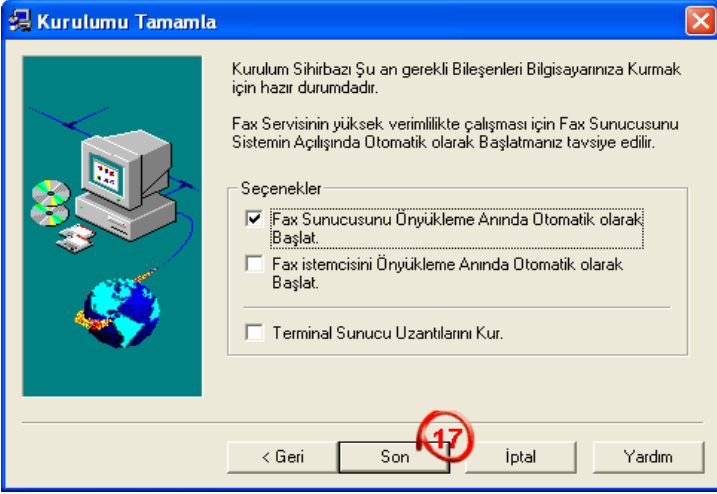 Kurulumu Tamamla
Kurulum Sihirbazı Şu an gerekli Bileşenleri Bilgisayarınıza Kurmak
için hazır durumdadır.
Fax Servisinin yüksek verimlilikte çalışması için Fax Sunucusunu
Sistemin Açılışında Otomatik olarak Başlatmanız tavsiye edilir.
Seçenekler
Fax Sunucusunu Önyükleme Anında Otomatik olarak
Başlat.
Fax istemcisini Önyükleme Anında Otomatik olarak
Başlat.
Terminal Sunucu Uzantılarını Kur.
17
< Geri
Son
İptal
Yardım